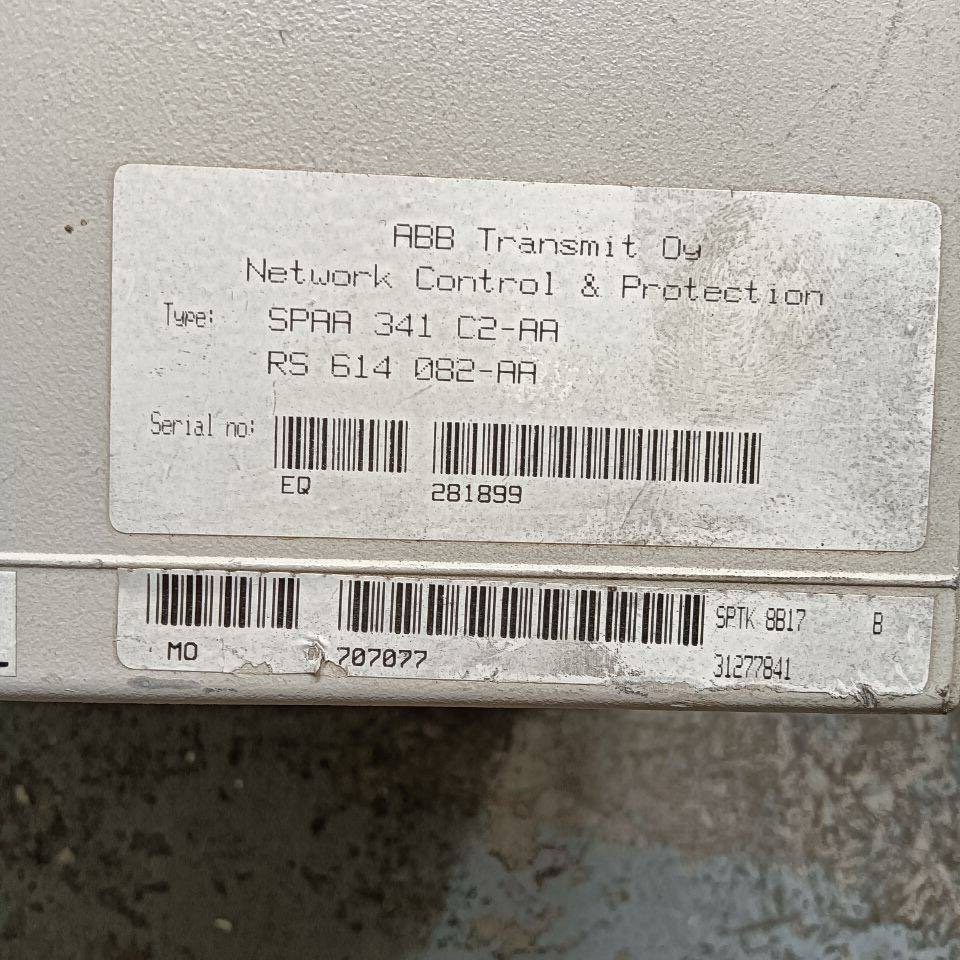 ABB Transmit Oy
Network Control & Protection
Type: SPAA 341 C2-AA
RS 614 082-AA
Serial no:
EQ 281899
SPTK 8B17 B
MO 707077 31277841